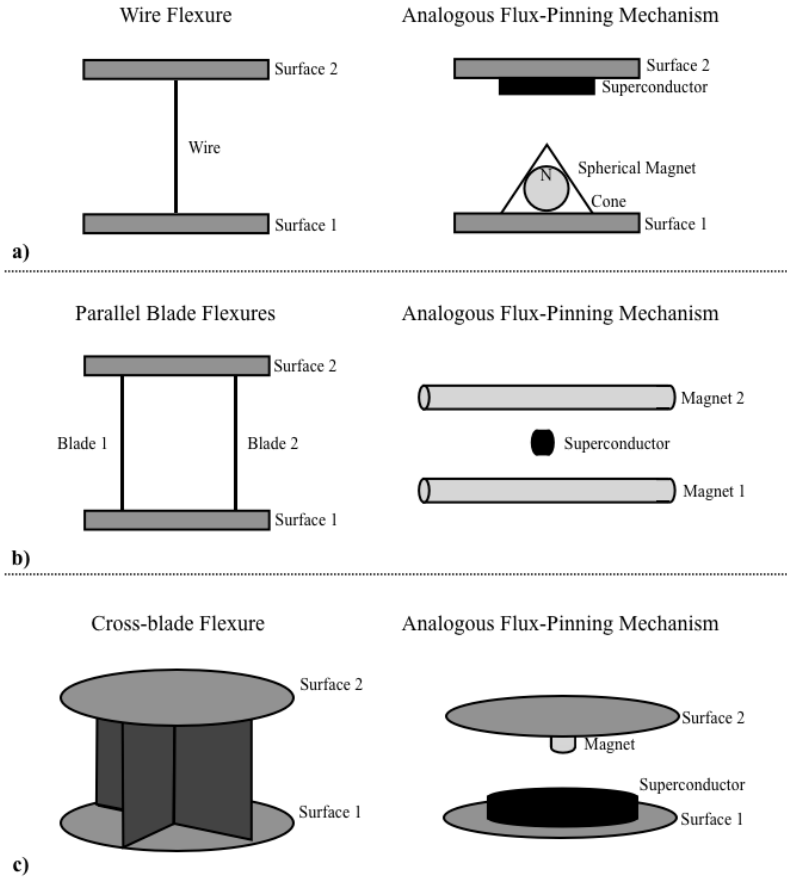 Wire Flexure
Analogous Flux-Pinning Mechanism
Surface 2
Wire
Surface 1
Surface 2
Superconductor
N
Spherical Magnet
Cone
Surface 1
a)
Parallel Blade Flexures
Analogous Flux-Pinning Mechanism
Surface 2
Blade 1
Blade 2
Surface 1
Magnet 2
Superconductor
Magnet 1
b)
Cross-blade Flexure
Analogous Flux-Pinning Mechanism
Surface 2
Surface 1
Surface 2
Magnet
Superconductor
Surface 1
c)